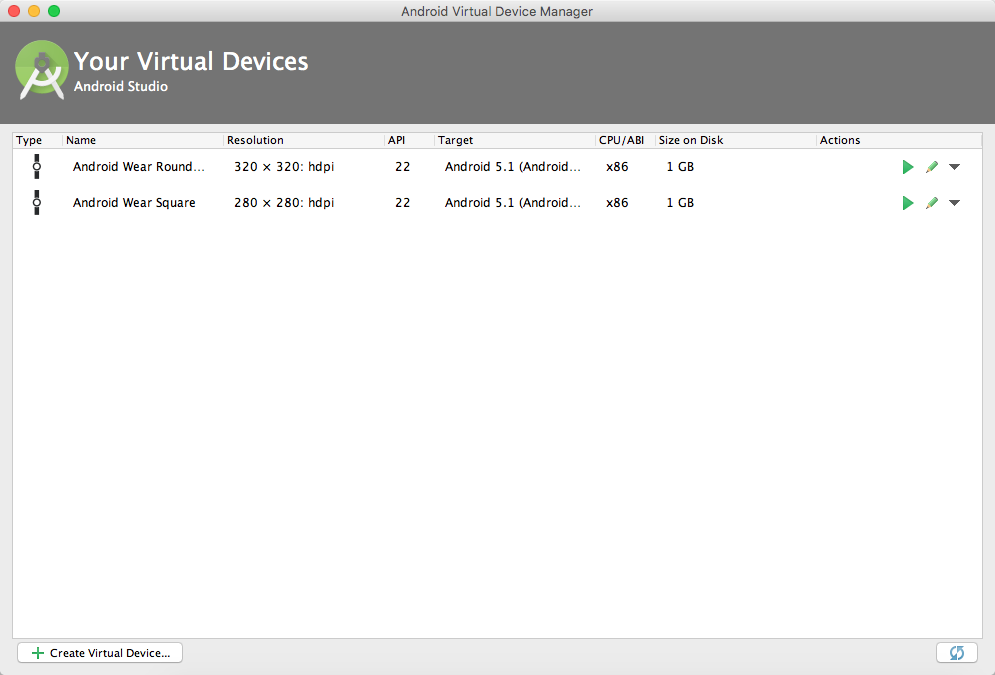 Android Virtual Device Manager
Your Virtual Devices
Android Studio
Type Name Resolution API Target CPU/ABI Size on Disk Actions
Android Wear Round... 320 × 320: hdpi 22 Android 5.1 (Android... x86 1 GB
Android Wear Square 280 × 280: hdpi 22 Android 5.1 (Android... x86 1 GB
Create Virtual Device...